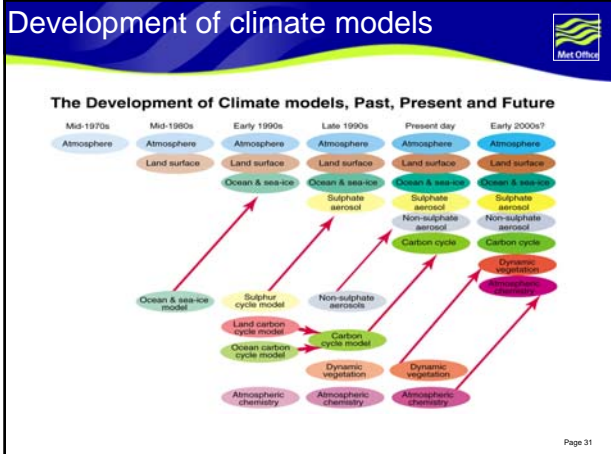 Development of climate models
Met Office
The Development of Climate models, Past, Present and Future
Mid-1970s Mid-1980s Early 1990s Late 1990s Present day Early 2000s?
Atmosphere Atmosphere Atmosphere Atmosphere Atmosphere Atmosphere
Land surface Land surface Land surface Land surface Land surface
Ocean & sea-ice Ocean & sea-ice Ocean & sea-ice Ocean & sea-ice
Sulphate
aerosol
Sulphate
aerosol
Sulphate
aerosol
Non-sulphate
aerosol
Non-sulphate
aerosol
Carbon cycle Carbon cycle
Dynamic
vegetation
Atmospheric
chemistry
Ocean & sea-ice
model
Sulphur
cycle model
Non-sulphate
aerosols
Land carbon
cycle model
Carbon
cycle model
Ocean carbon
cycle model
Dynamic
vegetation
Dynamic
vegetation
Atmospheric
chemistry
Atmospheric
chemistry
Atmospheric
chemistry
Page 31